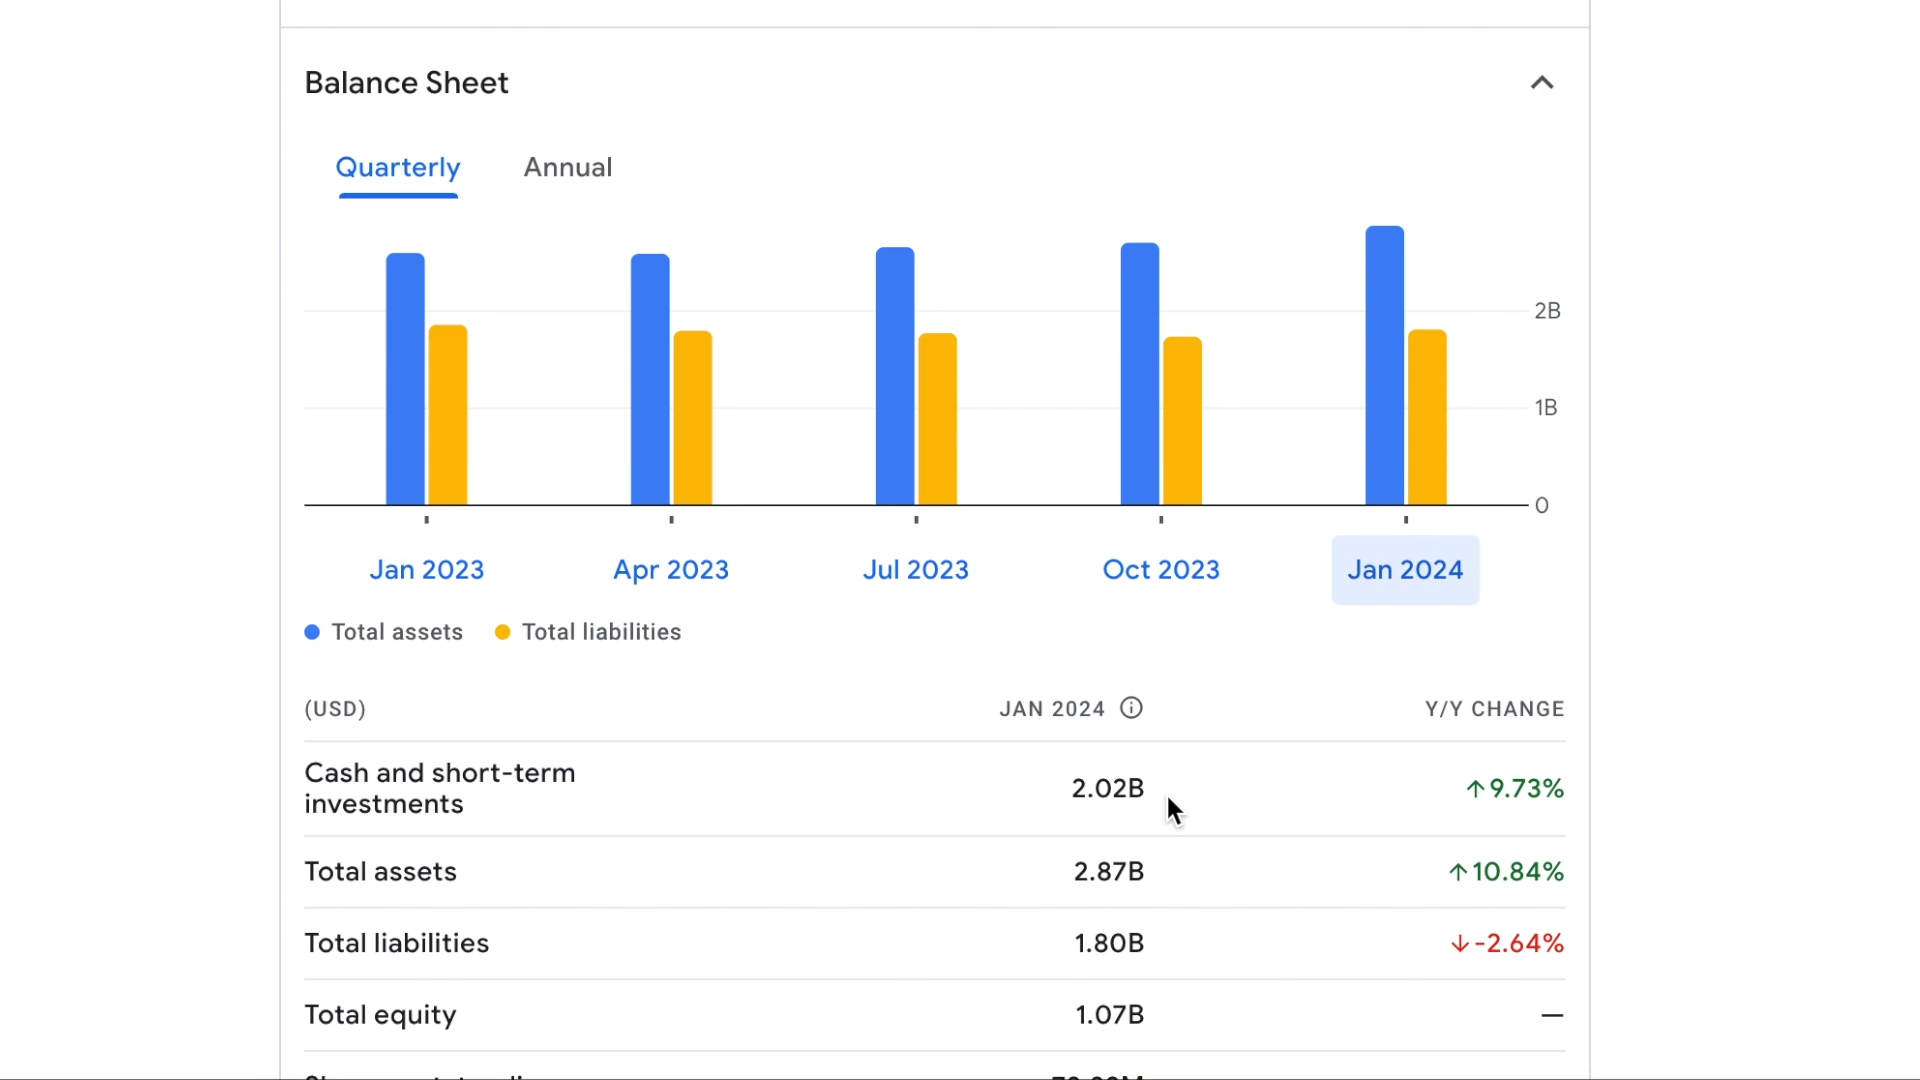 Balance Sheet
Quarterly Annual
2B
1B
0
Jan 2023 Apr 2023 Jul 2023 Oct 2023 Jan 2024
Total assets Total liabilities
(USD) JAN 2024 Y/Y CHANGE
Cash and short-term
investments 2.02B ↑9.73%
Total assets 2.87B ↑10.84%
Total liabilities 1.80B ↓-2.64%
Total equity 1.07B —